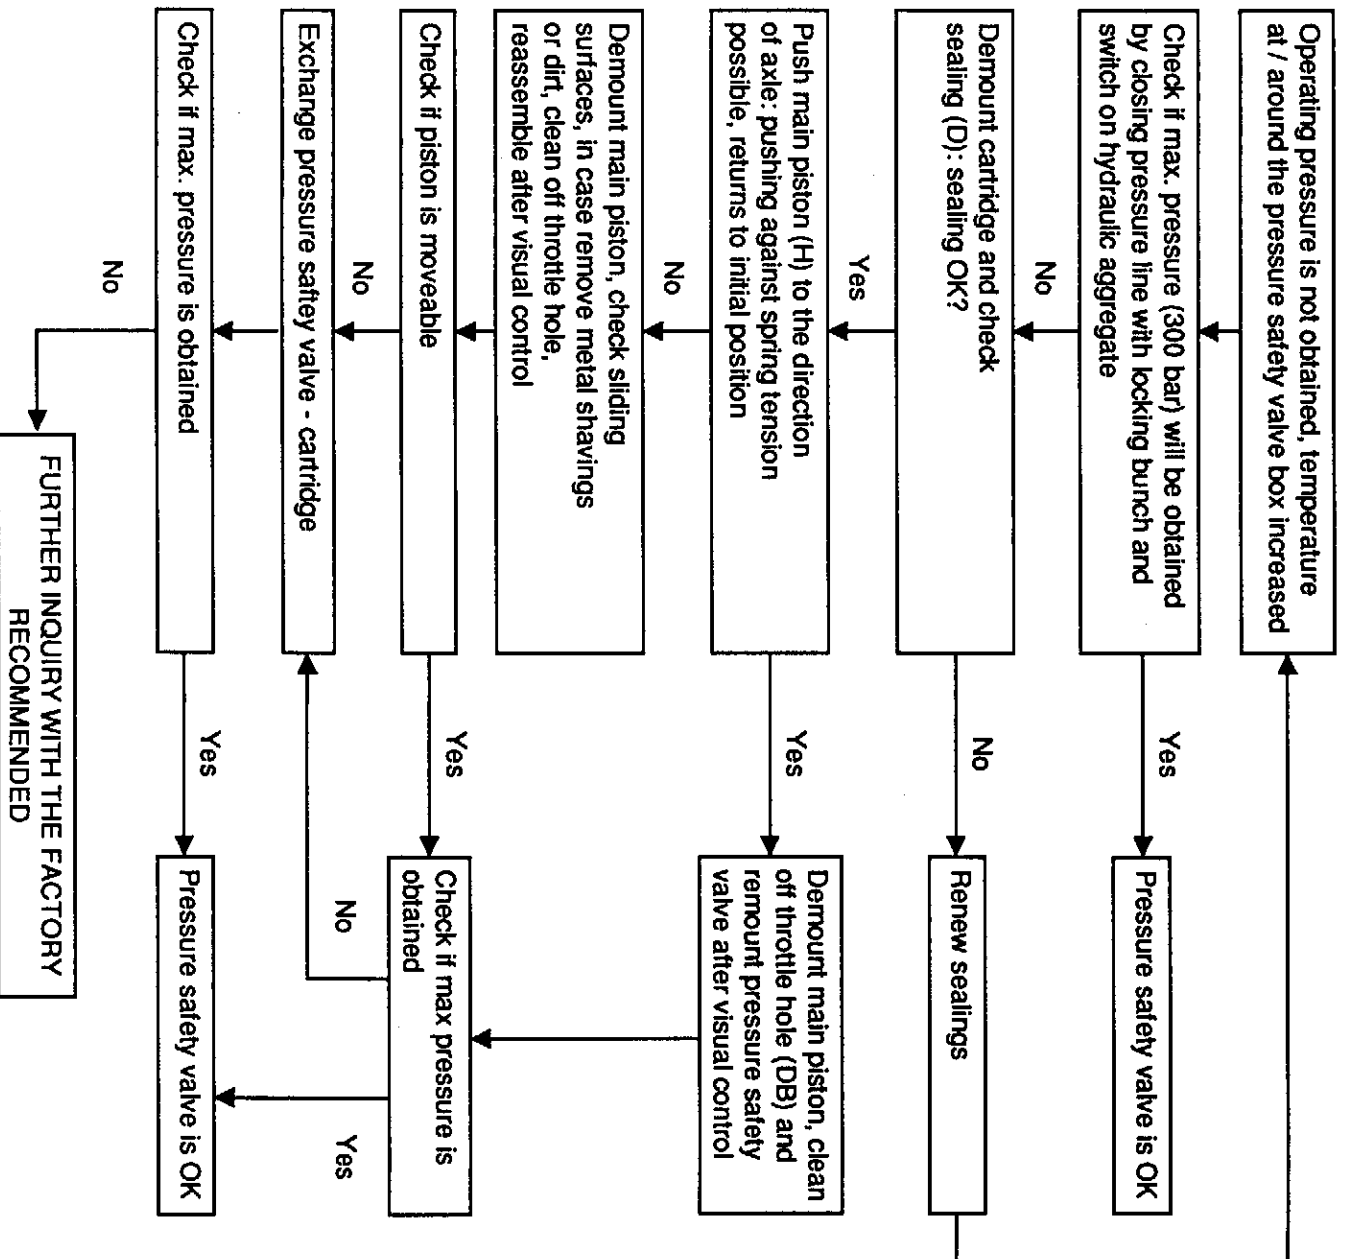 Operating pressure is not obtained, temperature
at / around the pressure safety valve box increased
Check if max. pressure (300 bar) will be obtained
by closing pressure line with locking bunch and
switch on hydraulic aggregate
Yes
Pressure safety valve is OK
No
Demount cartridge and check
sealing (D): sealing OK?
No
Renew sealings
Yes
Push main piston (H) to the direction
of axle: pushing against spring tension
possible, returns to initial position
Yes
Demount main piston, clean
off throttle hole (DB) and
remount pressure safety
valve after visual control
No
Demount main piston, check sliding
surfaces, in case remove metal shavings
or dirt, clean off throttle hole,
reassemble after visual control
Check if piston is moveable
Yes
Check if max pressure is
obtained
No
No
Yes
Exchange pressure saftey valve - cartridge
Check if max. pressure is obtained
Yes
Pressure safety valve is OK
No
FURTHER INQUIRY WITH THE FACTORY
RECOMMENDED